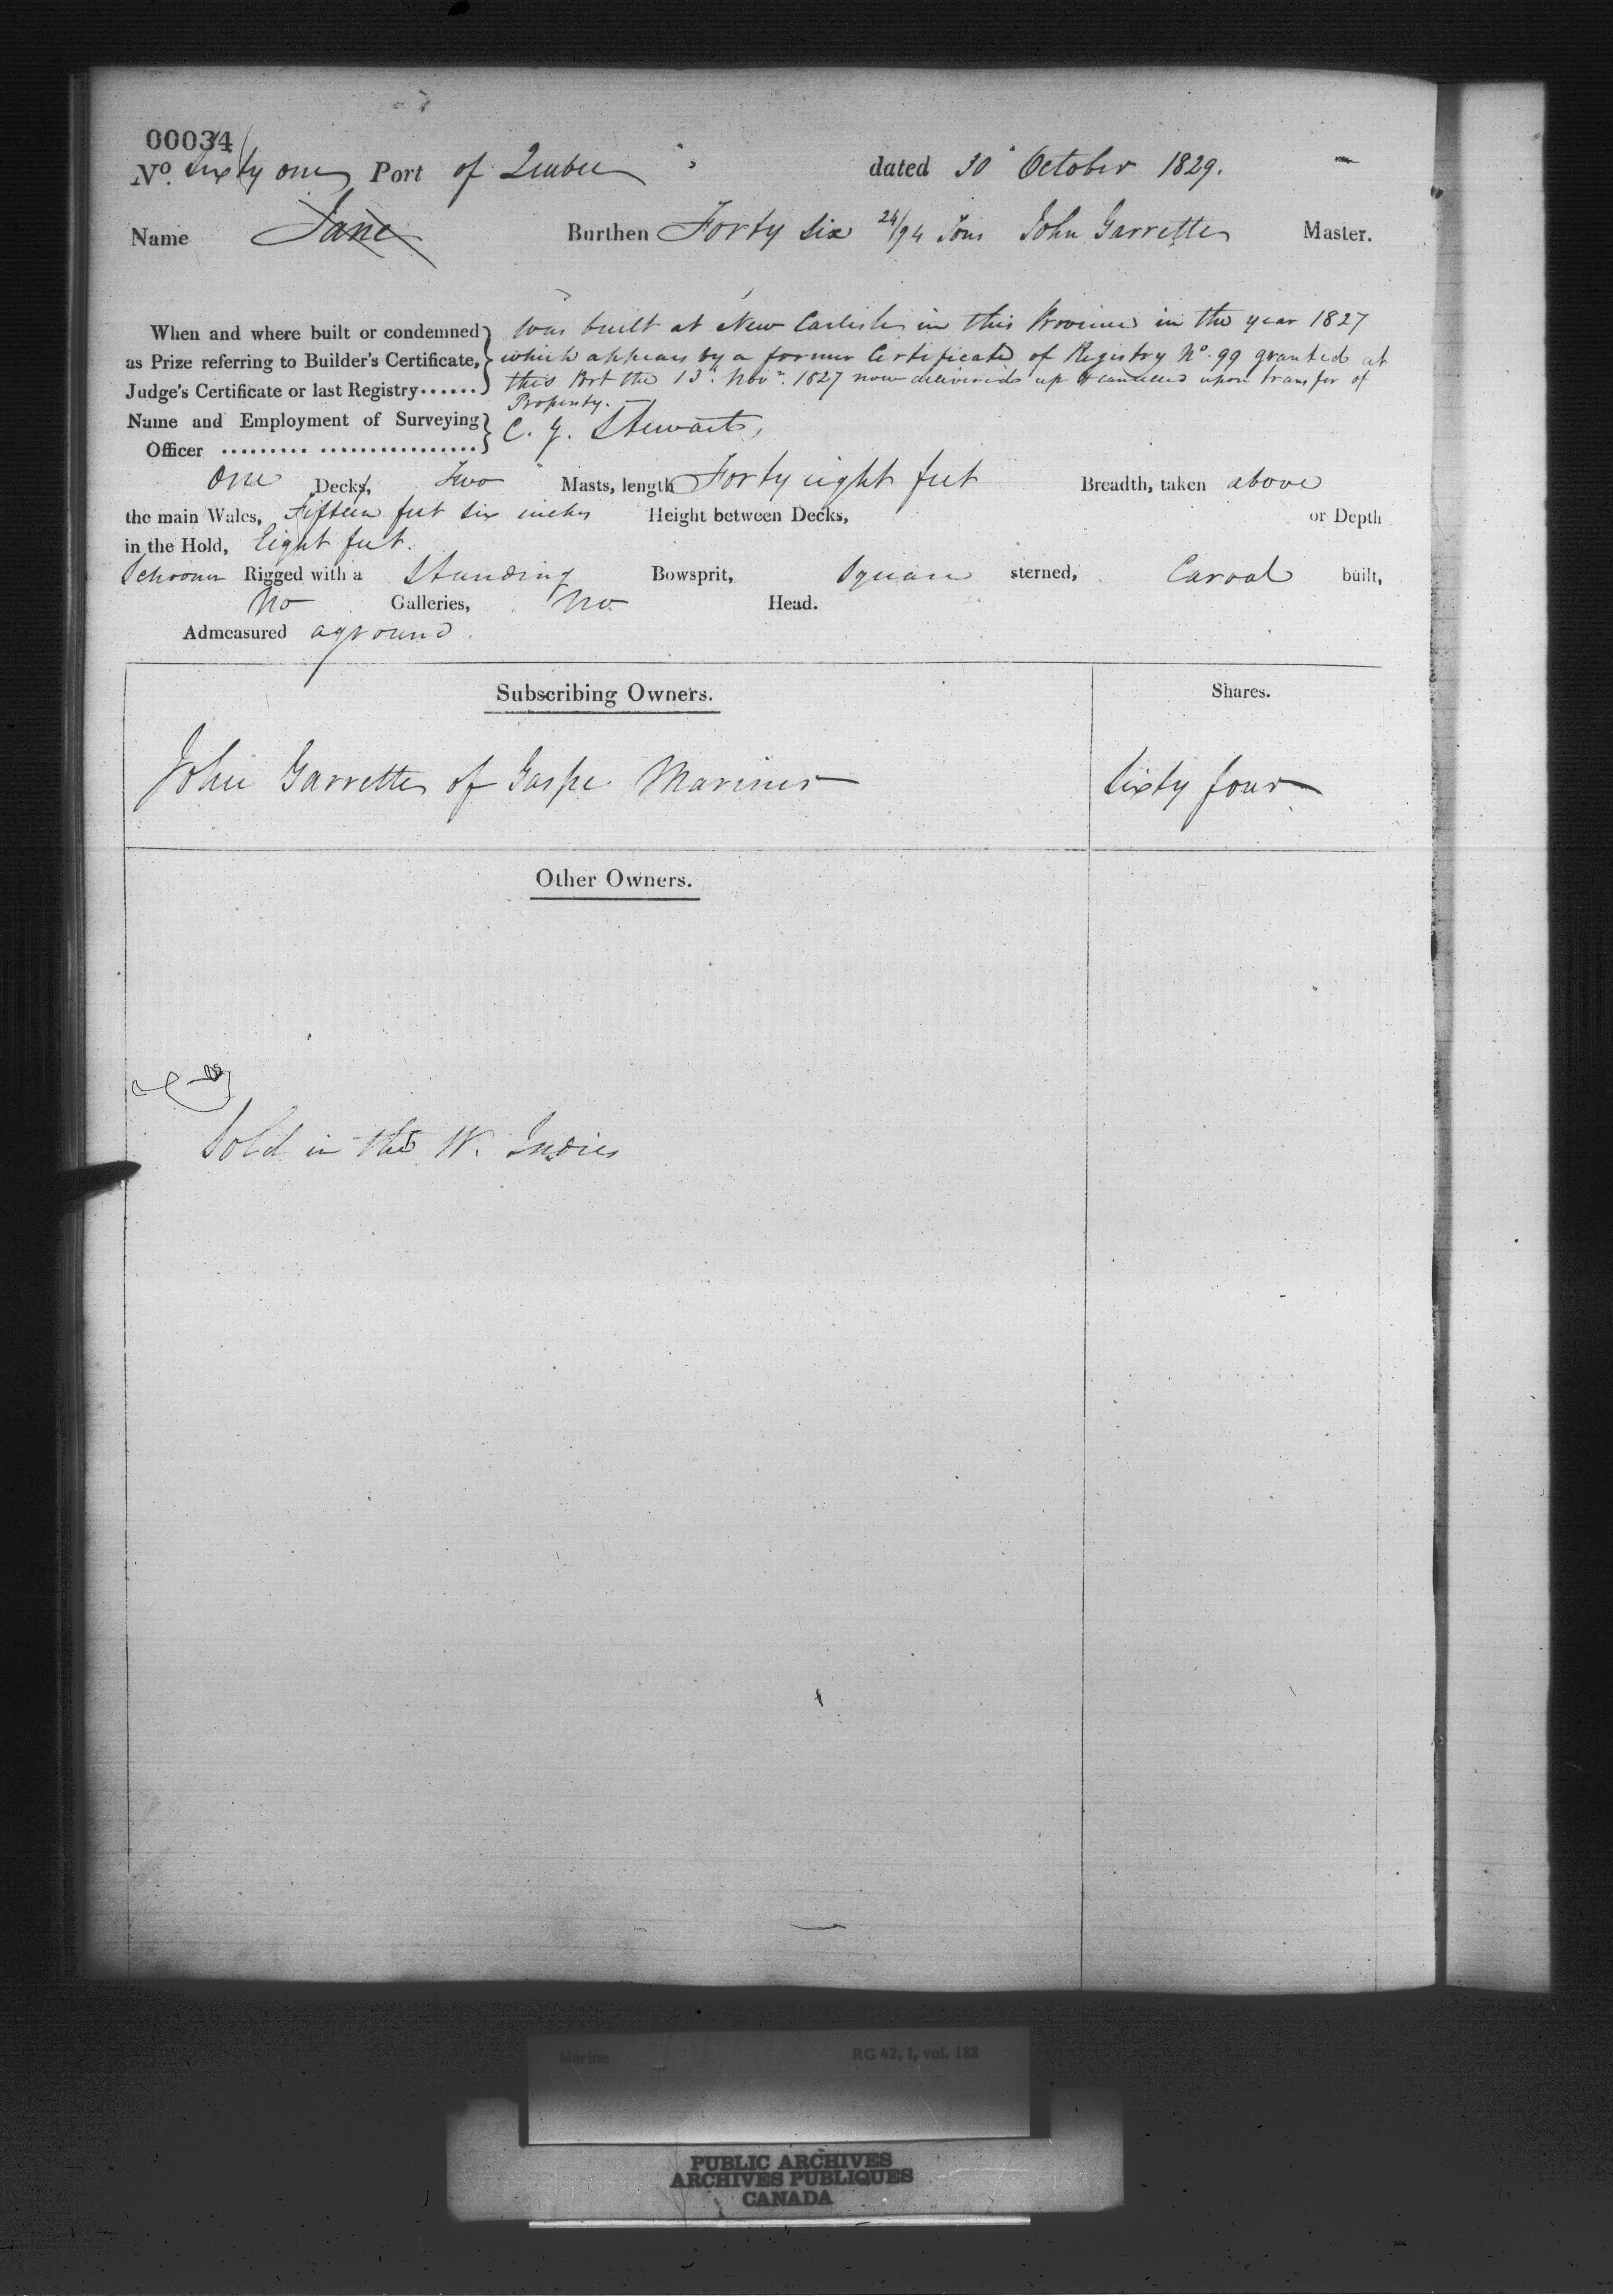 00034
No. Sixty one Port of Quebec dated 30 October 1829.
Name Jane Burthen Forty Six 24/94 Tons John Garrette Master.
When and where built or condemned Was built at New Carlisle in this Province in the year 1827
as Prize referring to Builder's Certificate, which appears by a former Certificate of Registry No. 99 granted at
Judge's Certificate or last Registry...... this Port the 13th Novr. 1827 now delivered up & cancelled upon transfer of
Property.
Name and Employment of Surveying C. G. Stewart,
Officer ......... ................
One Decks, Two Masts, length Forty eight feet Breadth, taken above
the main Wales, Fifteen feet six inches Height between Decks, or Depth
in the Hold, Eight feet.
Schooner Rigged with a Standing Bowsprit, Square sterned, Carvel built,
No Galleries, No Head.
Admeasured aground.
Subscribing Owners. Shares.
John Garrette of Gaspe Mariner Sixty four
Other Owners.
Sold in the W. Indies
Marine RG 42, I, vol. 188
PUBLIC ARCHIVES
ARCHIVES PUBLIQUES
CANADA